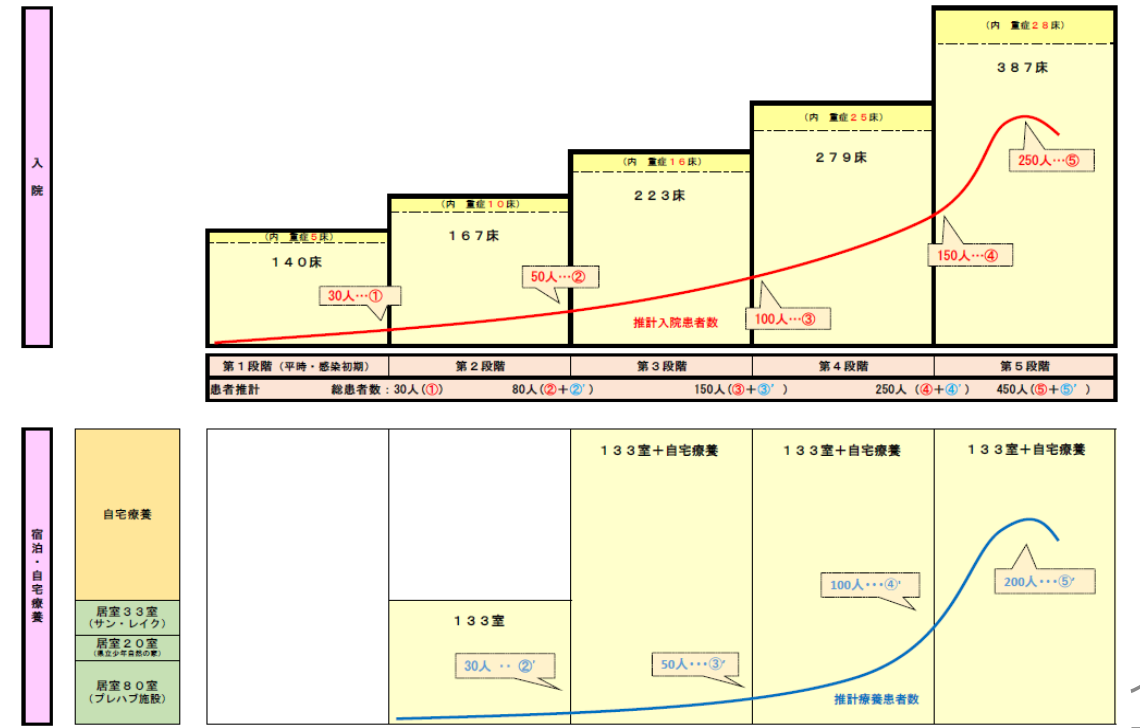 入院
(内 重症28床)
387床
(内 重症25床)
279床
250人…⑤
(内 重症16床)
223床
(内 重症10床)
167床
(内 重症5床)
140床
150人…④
50人…②
30人…①
100人…③
推計入院患者数
第1段階(平時・感染初期) 第2段階 第3段階 第4段階 第5段階
患者推計 総患者数:30人(①) 80人(②+②′) 150人(③+③′) 250人(④+④′) 450人(⑤+⑤′)
宿泊・自宅療養
133室+自宅療養 133室+自宅療養 133室+自宅療養
自宅療養
100人・・・④′
200人・・・⑤′
居室33室
(サン・レイク)
133室
居室20室
(県立少年自然の家)
30人 ・・ ②′
50人・・・③′
居室80室
(プレハブ施設)
推計療養患者数